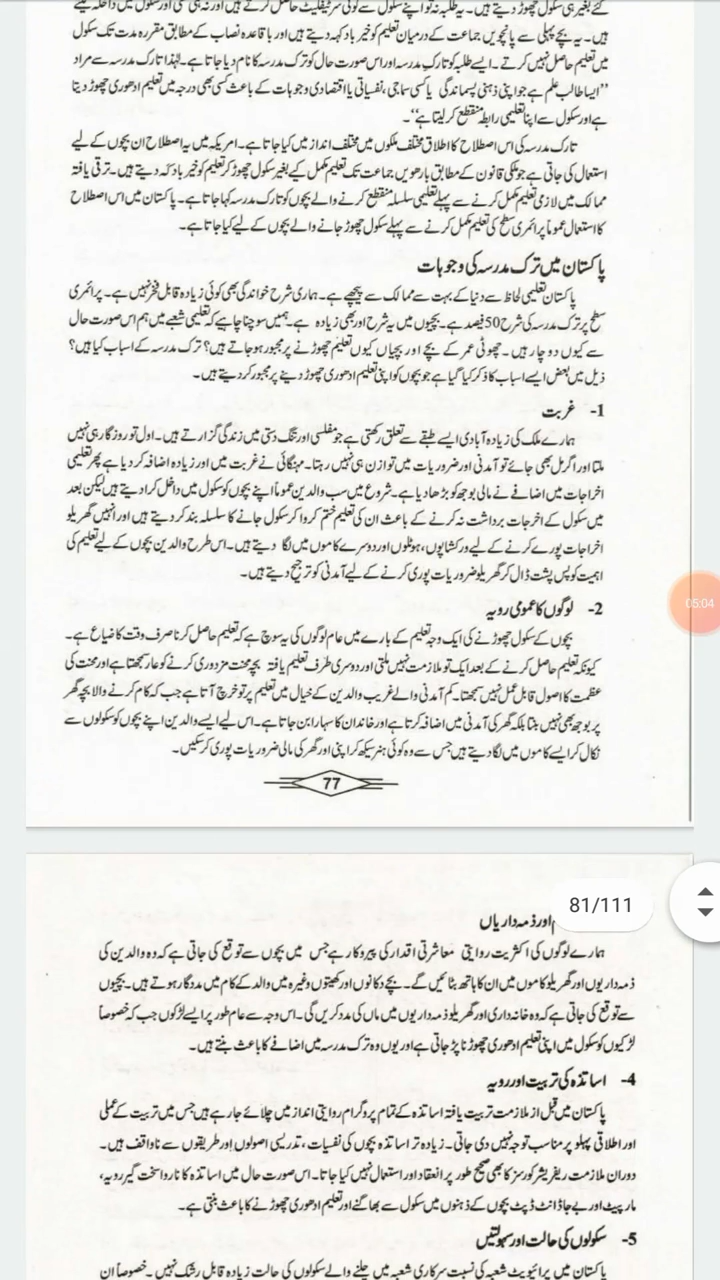 گئے بغیر ہی سکول چھوڑ دیتے ہیں۔ یہ طلبہ نہ تو اپنے سکول سے کوئی سرٹیفکیٹ حاصل کرتے ہیں اور نہ ہی کسی اور سکول میں داخلہ لیتے
ہیں۔ یہ بچے پہلی سے پانچویں جماعت کے درمیان تعلیم کو خیر باد کہہ دیتے ہیں اور باقاعدہ نصاب کے مطابق مقررہ مدت تک سکول
میں تعلیم حاصل نہیں کرتے۔ ایسے طلبہ کو تارک مدرسہ اور اس صورت حال کو ترک مدرسہ کا نام دیا جاتا ہے۔ لہٰذا تارک مدرسہ سے مراد
"ایسا طالب علم ہے جو اپنی ذہنی پسماندگی یا کسی سماجی، نفسیاتی یا اقتصادی وجوہات کے باعث کسی بھی درجہ میں تعلیم ادھوری چھوڑ دیتا
ہے اور سکول سے اپنا تعلیمی رابطہ منقطع کر لیتا ہے"۔
تارک مدرسہ کی اس اصطلاح کا اطلاق مختلف ملکوں میں مختلف انداز میں کیا جاتا ہے۔ امریکہ میں یہ اصطلاح ان بچوں کے لیے
استعمال کی جاتی ہے جو ملکی قانون کے مطابق بارھویں جماعت تک تعلیم مکمل کیے بغیر سکول چھوڑ کر تعلیم کو خیر باد کہہ دیتے ہیں۔ ترقی یافتہ
ممالک میں لازمی تعلیم مکمل کرنے سے پہلے تعلیمی سلسلہ منقطع کرنے والے بچوں کو تارک مدرسہ کہا جاتا ہے۔ پاکستان میں اس اصطلاح
کا استعمال عموماً پرائمری سطح کی تعلیم مکمل کرنے سے پہلے سکول چھوڑ جانے والے بچوں کے لیے کیا جاتا ہے۔
پاکستان میں ترک مدرسہ کی وجوہات
پاکستان تعلیمی لحاظ سے دنیا کے بہت سے ممالک سے پیچھے ہے۔ ہماری شرح خواندگی بھی کوئی زیادہ قابل فخر نہیں ہے۔ پرائمری
سطح پر ترک مدرسہ کی شرح 50 فیصد ہے۔ بچیوں میں یہ شرح اور بھی زیادہ ہے۔ ہمیں سوچنا چاہیے کہ تعلیمی شعبے میں ہم اس صورت حال
سے کیوں دوچار ہیں۔ چھوٹی عمر کے بچے اور بچیاں کیوں تعلیم چھوڑنے پر مجبور ہو جاتے ہیں؟ ترک مدرسہ کے اسباب کیا ہیں؟
ذیل میں بعض ایسے اسباب کا ذکر کیا گیا ہے جو بچوں کو اپنی تعلیم ادھوری چھوڑ دینے پر مجبور کر دیتے ہیں۔
1- غربت
ہمارے ملک کی زیادہ آبادی ایسے طبقے سے تعلق رکھتی ہے جو مفلسی اور تنگ دستی میں زندگی گزارتے ہیں۔ اول تو روزگار ہی نہیں
ملتا اور اگر مل بھی جائے تو آمدنی اور ضروریات میں توازن ہی نہیں رہتا۔ مہنگائی نے غربت میں اور زیادہ اضافہ کر دیا ہے پھر تعلیمی
اخراجات میں اضافے نے مالی بوجھ کو بڑھا دیا ہے۔ شروع میں سب والدین عموماً اپنے بچوں کو سکول میں داخل کرا دیتے ہیں لیکن بعد
میں سکول کے اخراجات برداشت نہ کرنے کے باعث ان کی تعلیم ختم کروا کر سکول جانے کا سلسلہ بند کر دیتے ہیں اور انہیں گھریلو
اخراجات پورے کرنے کے لیے ورکشاپوں، ہوٹلوں اور دوسرے کاموں میں لگا دیتے ہیں۔ اس طرح والدین بچوں کے لیے تعلیم کی
اہمیت کو پس پشت ڈال کر گھریلو ضروریات پوری کرنے کے لیے آمدنی کو ترجیح دیتے ہیں۔
2- لوگوں کا عمومی رویہ
بچوں کے سکول چھوڑنے کی ایک وجہ تعلیم کے بارے میں عام لوگوں کی یہ سوچ ہے کہ تعلیم حاصل کرنا صرف وقت کا ضیاع ہے۔
کیونکہ تعلیم حاصل کرنے کے بعد ایک تو ملازمت نہیں ملتی اور دوسری طرف تعلیم یافتہ بچہ محنت مزدوری کرنے کو عار سمجھتا ہے اور محنت کی
عظمت کا اصول قابل عمل نہیں سمجھتا۔ کم آمدنی والے غریب والدین کے خیال میں تعلیم پر تو خرچ آتا ہے جب کہ کام کرنے والا بچہ گھر
پر بوجھ بھی نہیں بنتا بلکہ گھر کی آمدنی میں اضافہ کرتا ہے اور خاندان کا سہارا بن جاتا ہے۔ اس لیے ایسے والدین اپنے بچوں کو سکولوں سے
نکال کر ایسے کاموں میں لگا دیتے ہیں جس سے وہ کوئی ہنر سیکھ کر اپنی اور گھر کی مالی ضروریات پوری کر سکیں۔
77
05:04
81/111
اور ذمہ داریاں
ہمارے لوگوں کی اکثریت روایتی معاشرتی اقدار کی پیروکار ہے جس میں بچوں سے توقع کی جاتی ہے کہ وہ والدین کی
ذمہ داریوں اور گھریلو کاموں میں ان کا ہاتھ بٹائیں گے۔ بچے دکانوں اور کھیتوں وغیرہ میں والد کے کام میں مددگار ہوتے ہیں۔ بچیوں
سے توقع کی جاتی ہے کہ وہ خانہ داری اور گھریلو ذمہ داریوں میں ماں کی مدد کریں گی۔ اس وجہ سے عام طور پر ایسے لڑکوں جب کہ خصوصاً
لڑکیوں کو سکول میں اپنی تعلیم ادھوری چھوڑنا پڑ جاتی ہے اور یوں وہ ترک مدرسہ میں اضافے کا باعث بنتے ہیں۔
4- اساتذہ کی تربیت اور رویہ
پاکستان میں قبل از ملازمت تربیت یافتہ اساتذہ کے تمام پروگرام روایتی انداز میں چلائے جا رہے ہیں جس میں تربیت کے عملی
اور اطلاقی پہلو پر مناسب توجہ نہیں دی جاتی۔ زیادہ تر اساتذہ بچوں کی نفسیات، تدریسی اصولوں اور طریقوں سے ناواقف ہیں۔
دوران ملازمت ریفریشر کورسز کا بھی صحیح طور پر انعقاد اور استعمال نہیں کیا جاتا۔ اس صورت حال میں اساتذہ کا ناروا سخت گیر رویہ،
مار پیٹ اور بے جا ڈانٹ ڈپٹ بچوں کے ذہنوں میں سکول سے بھاگنے اور تعلیم ادھوری چھوڑنے کا باعث بنتی ہے۔
5- سکولوں کی حالت اور سہولتیں
پاکستان میں پرائیویٹ شعبہ کی نسبت سرکاری شعبہ میں چلنے والے سکولوں کی حالت زیادہ قابل رشک نہیں۔ خصوصاً ان